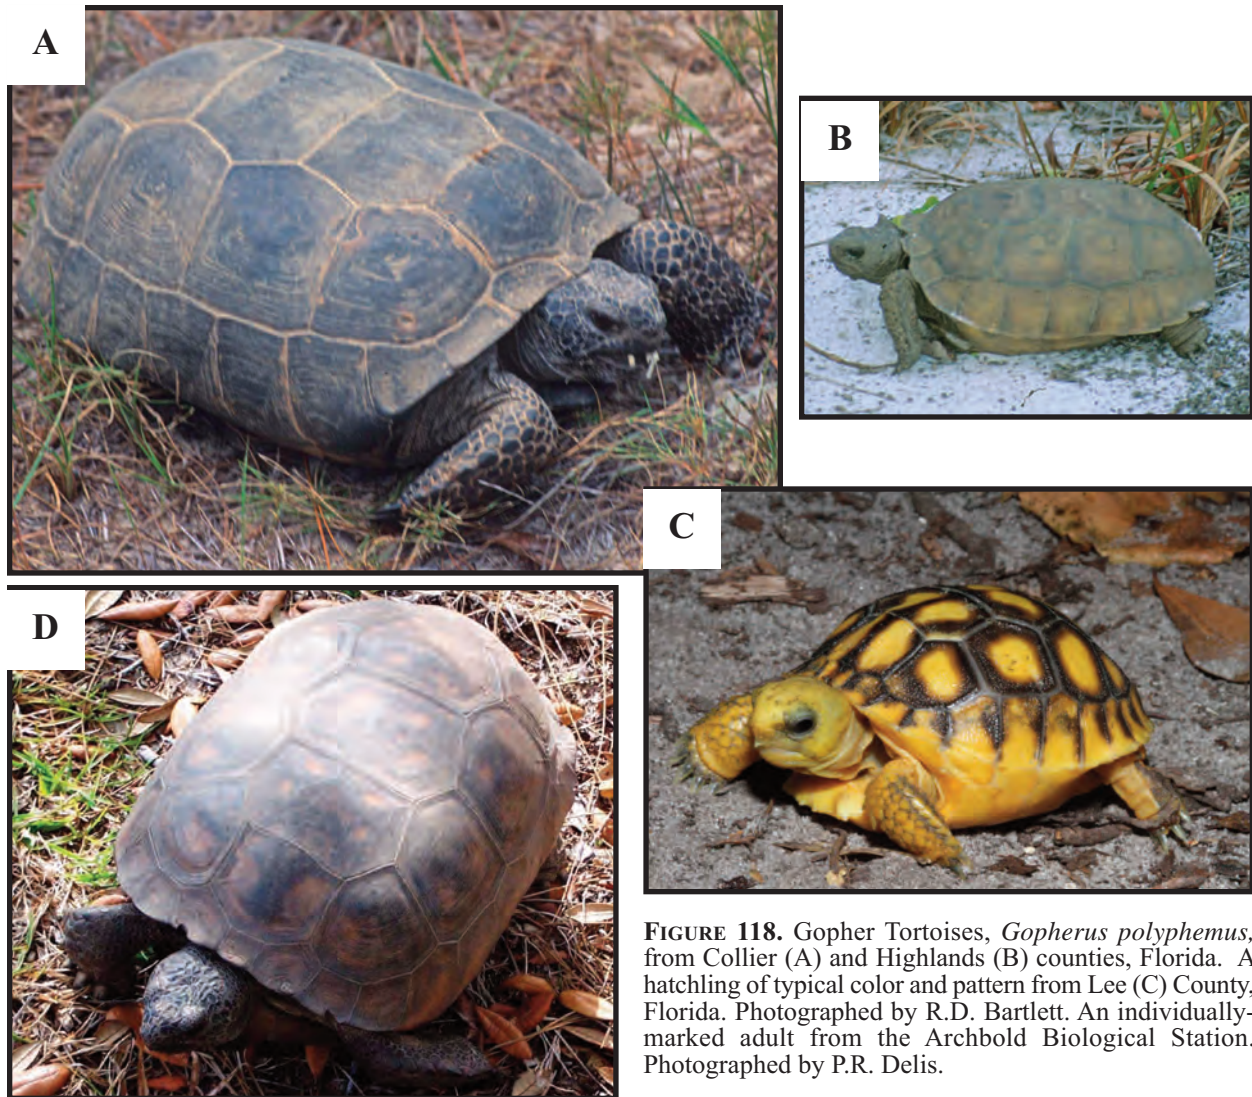 A
B
C
D
FIGURE 118. Gopher Tortoises, Gopherus polyphemus,
from Collier (A) and Highlands (B) counties, Florida. A
hatchling of typical color and pattern from Lee (C) County,
Florida. Photographed by R.D. Bartlett. An individually-
marked adult from the Archbold Biological Station.
Photographed by P.R. Delis.